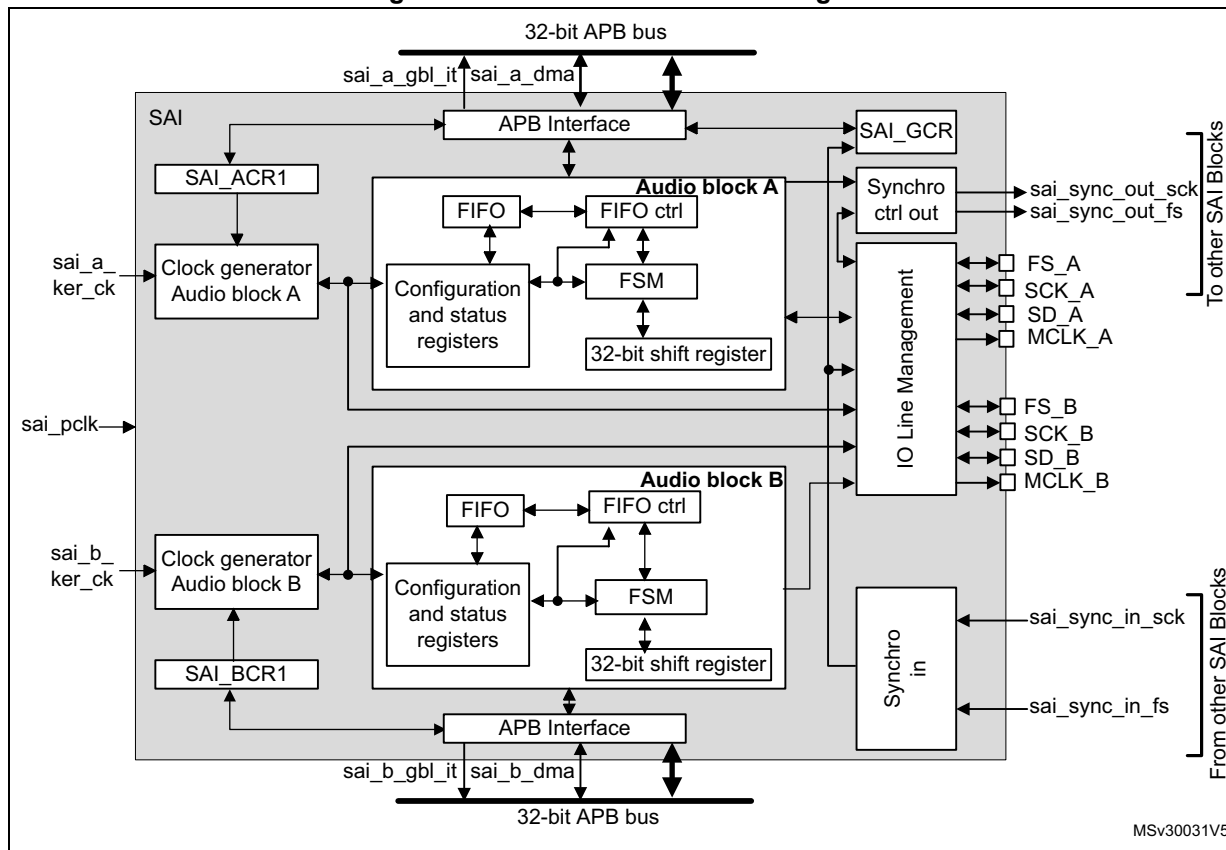 32-bit APB bus
sai_a_gbl_it sai_a_dma
SAI
APB Interface
SAI_GCR
SAI_ACR1
Audio block A
FIFO
FIFO ctrl
Synchro
ctrl out
sai_sync_out_sck
sai_sync_out_fs
To other SAI Blocks
sai_a_
ker_ck
Clock generator
Audio block A
Configuration
and status
registers
FSM
32-bit shift register
IO Line Management
FS_A
SCK_A
SD_A
MCLK_A
sai_pclk
FS_B
SCK_B
SD_B
MCLK_B
Audio block B
FIFO
FIFO ctrl
sai_b_
ker_ck
Clock generator
Audio block B
Configuration
and status
registers
FSM
32-bit shift register
SAI_BCR1
Synchro
in
sai_sync_in_sck
sai_sync_in_fs
From other SAI Blocks
APB Interface
sai_b_gbl_it sai_b_dma
32-bit APB bus
MSv30031V5